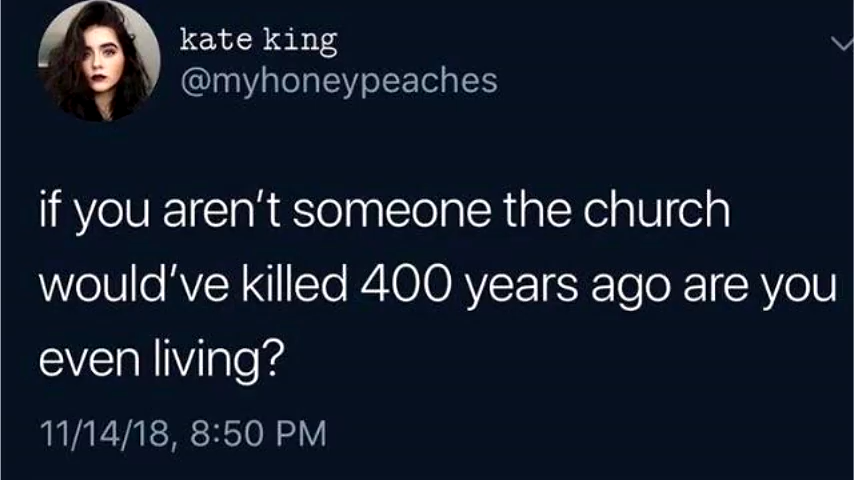 kate king
@myhoneypeaches
if you aren't someone the church
would've killed 400 years ago are you
even living?
11/14/18, 8:50 PM